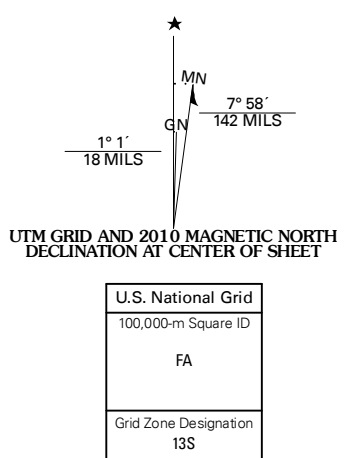 MN
GN
7° 58´
142 MILS
1° 1´
18 MILS
UTM GRID AND 2010 MAGNETIC NORTH
DECLINATION AT CENTER OF SHEET
U.S. National Grid
100,000-m Square ID
FA
Grid Zone Designation
13S